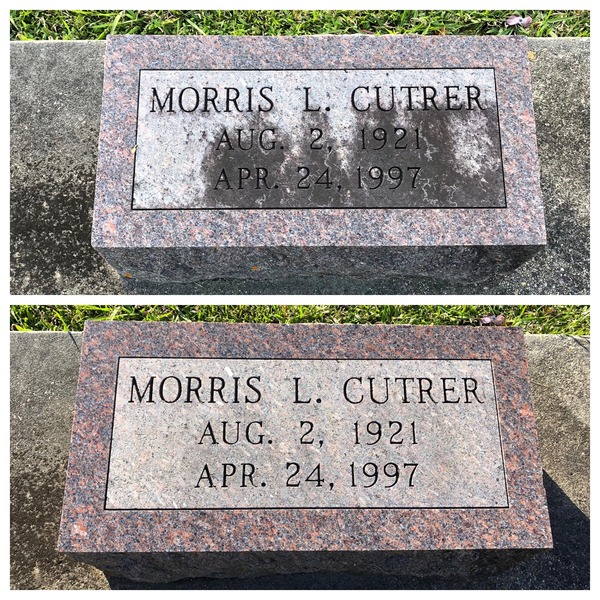 MORRIS L. CUTRER
AUG. 2, 1921
APR. 24, 1997
MORRIS L. CUTRER
AUG. 2, 1921
APR. 24, 1997